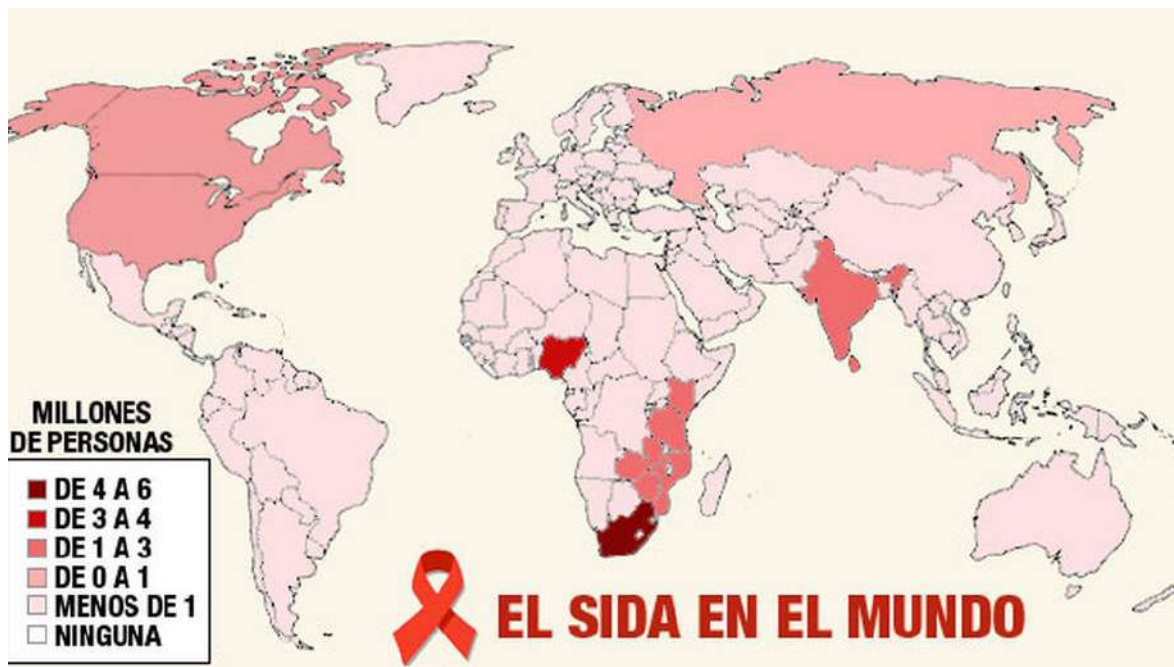 MILLONES
DE PERSONAS
DE 4 A 6
DE 3 A 4
DE 1 A 3
DE 0 A 1
MENOS DE 1
NINGUNA
EL SIDA EN EL MUNDO